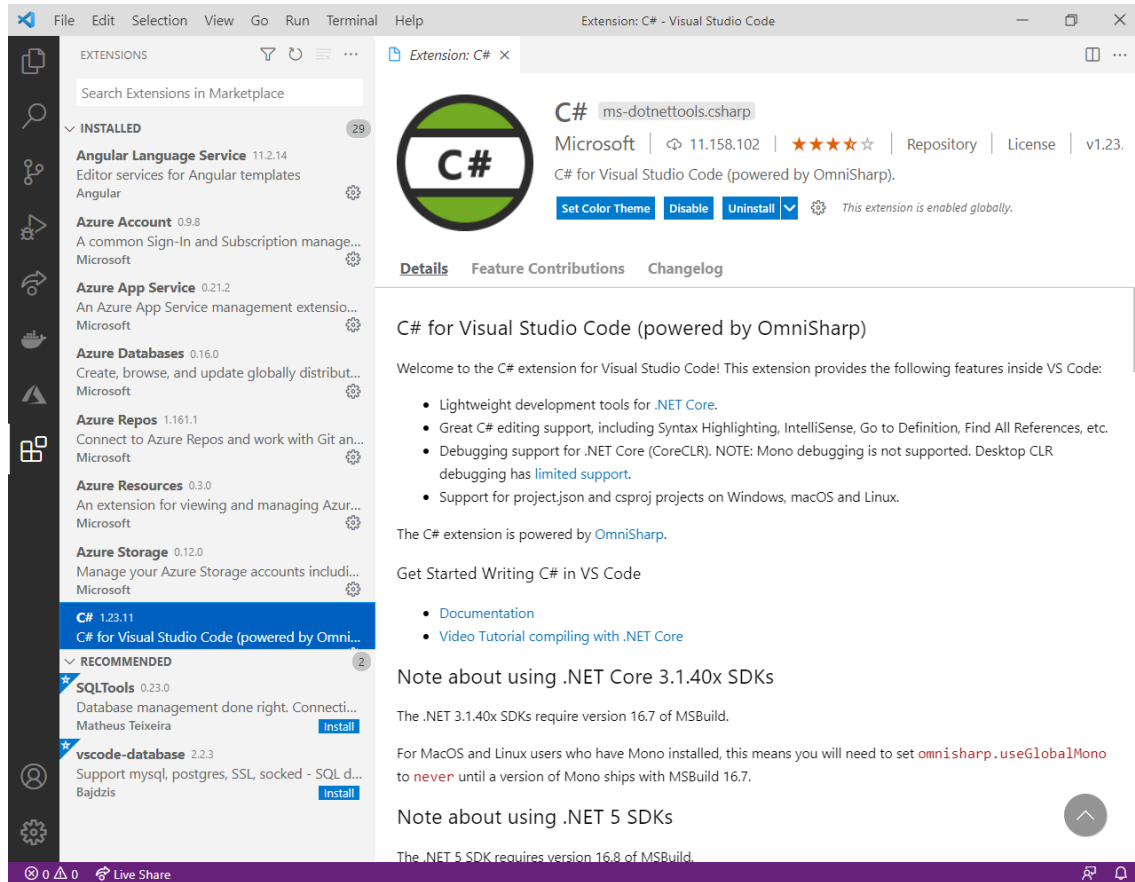 File Edit Selection View Go Run Terminal Help Extension: C# - Visual Studio Code
EXTENSIONS
Search Extensions in Marketplace
INSTALLED 29
Angular Language Service 11.2.14
Editor services for Angular templates
Angular
Azure Account 0.9.8
A common Sign-In and Subscription manage...
Microsoft
Azure App Service 0.21.2
An Azure App Service management extensio...
Microsoft
Azure Databases 0.16.0
Create, browse, and update globally distribut...
Microsoft
Azure Repos 1.161.1
Connect to Azure Repos and work with Git an...
Microsoft
Azure Resources 0.3.0
An extension for viewing and managing Azur...
Microsoft
Azure Storage 0.12.0
Manage your Azure Storage accounts includi...
Microsoft
C# 1.23.11
C# for Visual Studio Code (powered by Omni...
RECOMMENDED 2
SQLTools 0.23.0
Database management done right. Connecti...
Matheus Teixeira Install
vscode-database 2.2.3
Support mysql, postgres, SSL, socked - SQL d...
Bajdzis Install
Extension: C#
C#
C# ms-dotnettools.csharp
Microsoft 11.158.102 Repository License v1.23.
C# for Visual Studio Code (powered by OmniSharp).
Set Color Theme Disable Uninstall This extension is enabled globally.
Details Feature Contributions Changelog
C# for Visual Studio Code (powered by OmniSharp)
Welcome to the C# extension for Visual Studio Code! This extension provides the following features inside VS Code:
• Lightweight development tools for .NET Core.
• Great C# editing support, including Syntax Highlighting, IntelliSense, Go to Definition, Find All References, etc.
• Debugging support for .NET Core (CoreCLR). NOTE: Mono debugging is not supported. Desktop CLR
debugging has limited support.
• Support for project.json and csproj projects on Windows, macOS and Linux.
The C# extension is powered by OmniSharp.
Get Started Writing C# in VS Code
• Documentation
• Video Tutorial compiling with .NET Core
Note about using .NET Core 3.1.40x SDKs
The .NET 3.1.40x SDKs require version 16.7 of MSBuild.
For MacOS and Linux users who have Mono installed, this means you will need to set omnisharp.useGlobalMono
to never until a version of Mono ships with MSBuild 16.7.
Note about using .NET 5 SDKs
The .NET 5 SDK requires version 16.8 of MSBuild.
0 0 Live Share